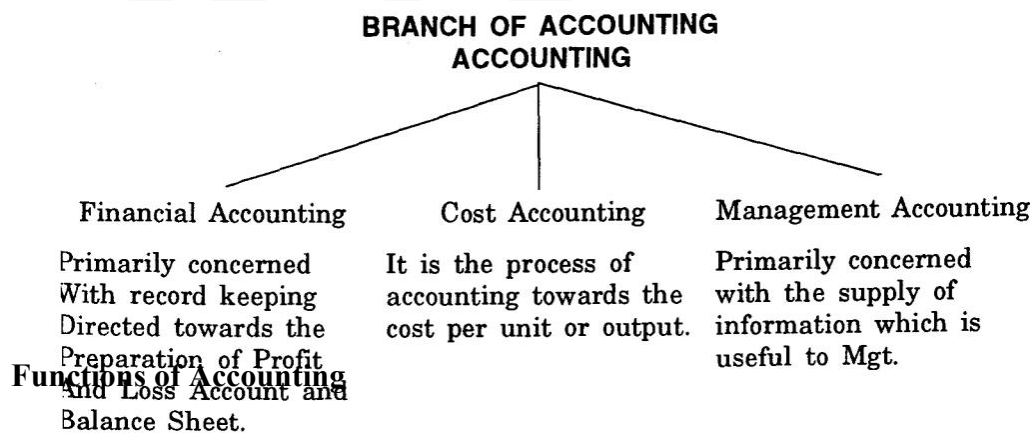 BRANCH OF ACCOUNTING
ACCOUNTING
Financial Accounting
Primarily concerned
With record keeping
Directed towards the
Preparation of Profit
And Loss Account and
Balance Sheet.
Cost Accounting
It is the process of
accounting towards the
cost per unit or output.
Management Accounting
Primarily concerned
with the supply of
information which is
useful to Mgt.
Functions of Accounting